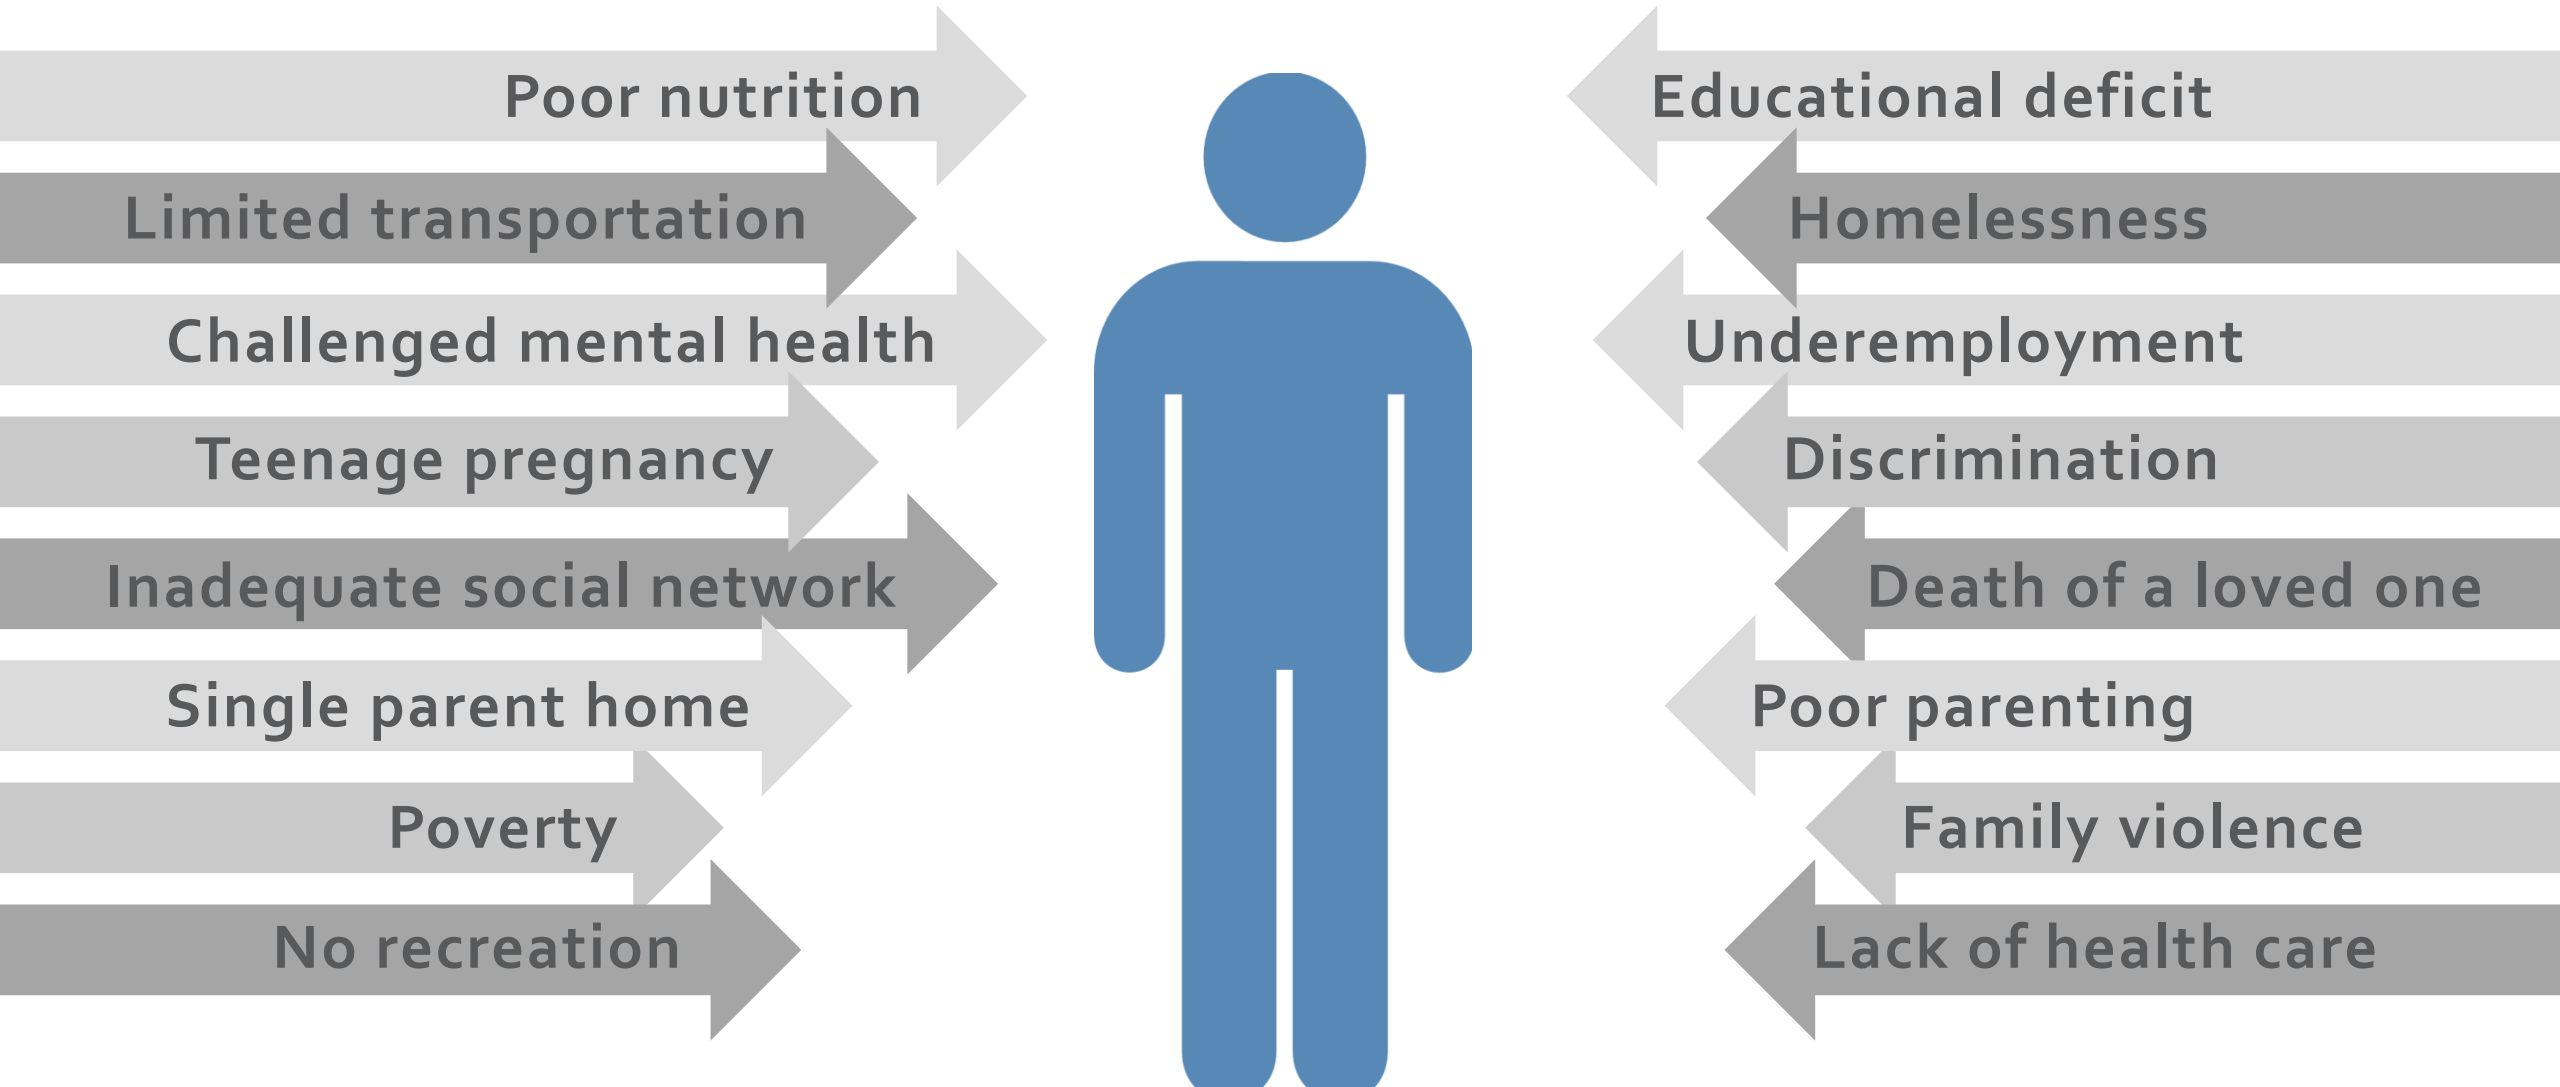 Poor nutrition
Limited transportation
Challenged mental health
Teenage pregnancy
Inadequate social network
Single parent home
Poverty
No recreation
Educational deficit
Homelessness
Underemployment
Discrimination
Death of a loved one
Poor parenting
Family violence
Lack of health care